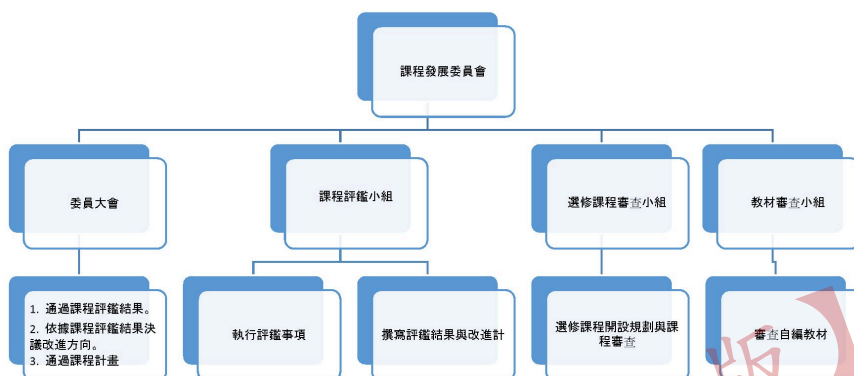 課程發展委員會
委員大會
課程評鑑小組
選修課程審查小組
教材審查小組
1. 通過課程評鑑結果。
2. 依據課程評鑑結果決
議改進方向。
3. 通過課程計畫
執行評鑑事項
撰寫評鑑結果與改進計
選修課程開設規劃與課
程審查
審查自編教材
版